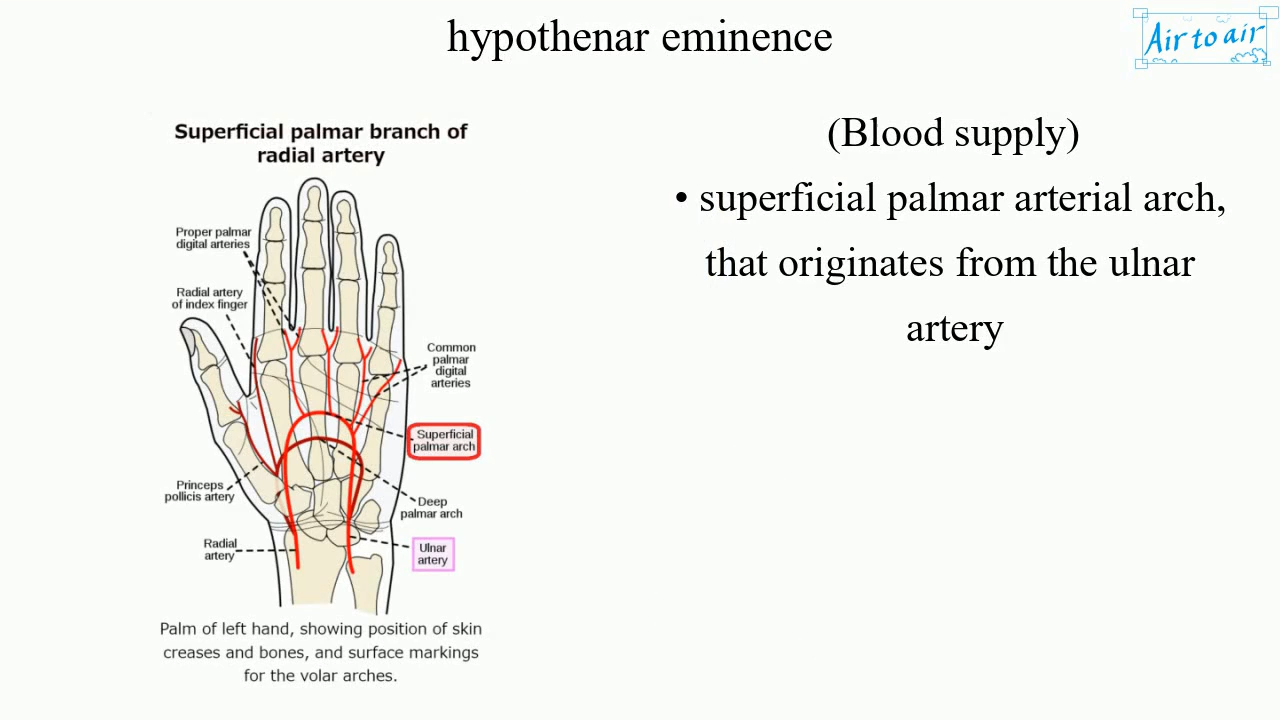 hypothenar eminence
Air to air
Superficial palmar branch of
radial artery
Proper palmar
digital arteries
Radial artery
of index finger
Common
palmar
digital
arteries
Superficial
palmar arch
Princeps
pollicis artery
Deep
palmar arch
Radial
artery
Ulnar
artery
Palm of left hand, showing position of skin
creases and bones, and surface markings
for the volar arches.
(Blood supply)
• superficial palmar arterial arch,
that originates from the ulnar
artery